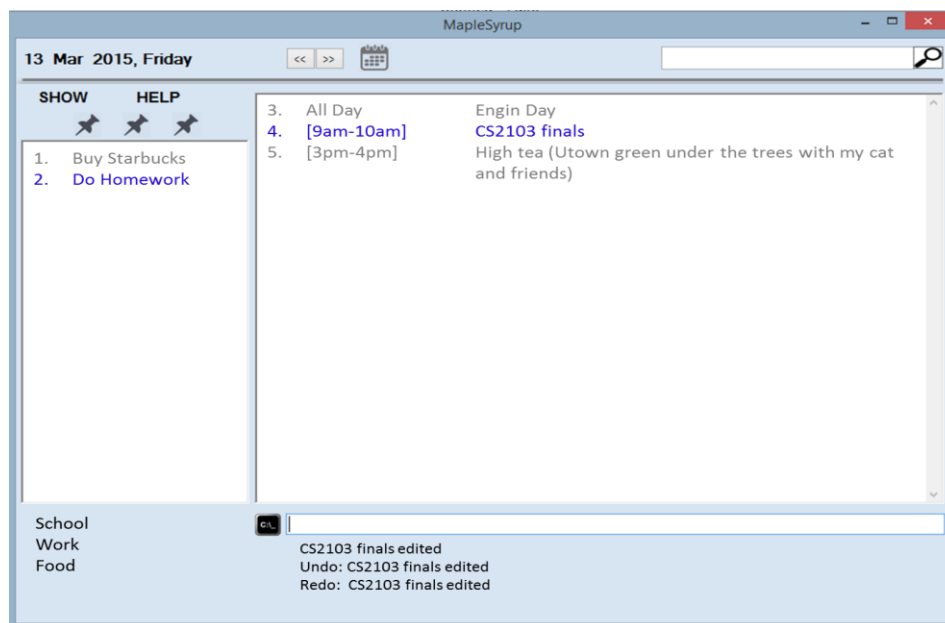 MapleSyrup
13 Mar 2015, Friday
<< >>
SHOW HELP
1. Buy Starbucks
2. Do Homework
3. All Day Engin Day
4. [9am-10am] CS2103 finals
5. [3pm-4pm] High tea (Utown green under the trees with my cat
and friends)
School
Work
Food
C:\_
CS2103 finals edited
Undo: CS2103 finals edited
Redo: CS2103 finals edited